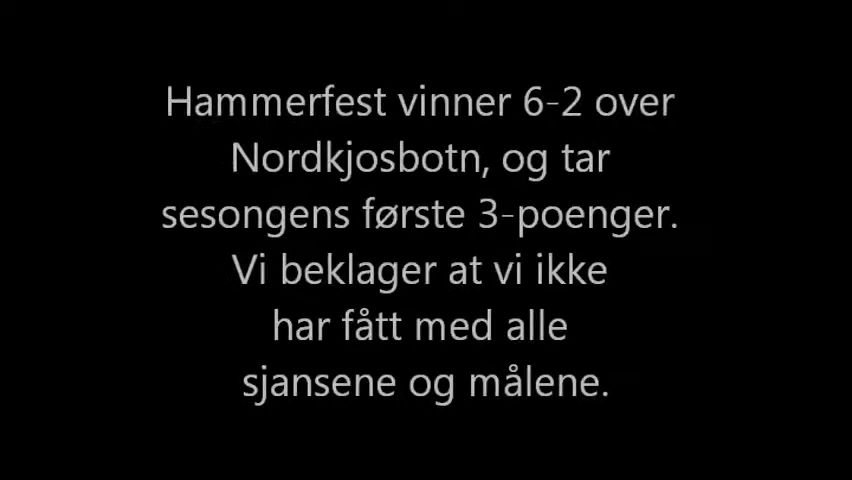 Hammerfest vinner 6-2 over
Nordkjosbotn, og tar
sesongens første 3-poenger.
Vi beklager at vi ikke
har fått med alle
sjansene og målene.